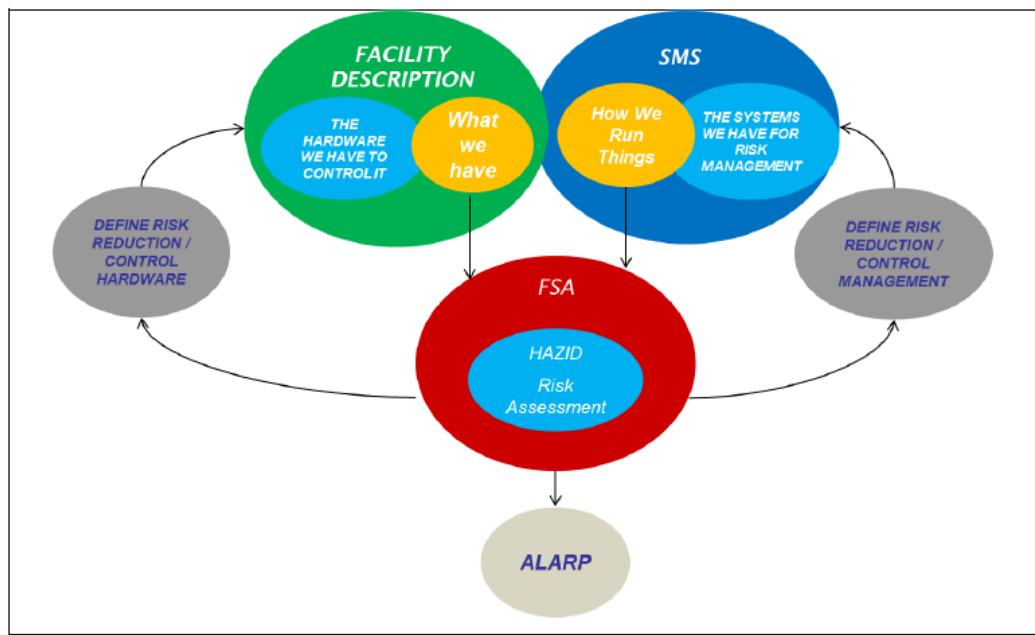 FACILITY
DESCRIPTION
THE
HARDWARE
WE HAVE TO
CONTROL IT
What
we
have
SMS
How We
Run
Things
THE SYSTEMS
WE HAVE FOR
RISK
MANAGEMENT
DEFINE RISK
REDUCTION /
CONTROL
HARDWARE
DEFINE RISK
REDUCTION /
CONTROL
MANAGEMENT
FSA
HAZID
Risk
Assessment
ALARP